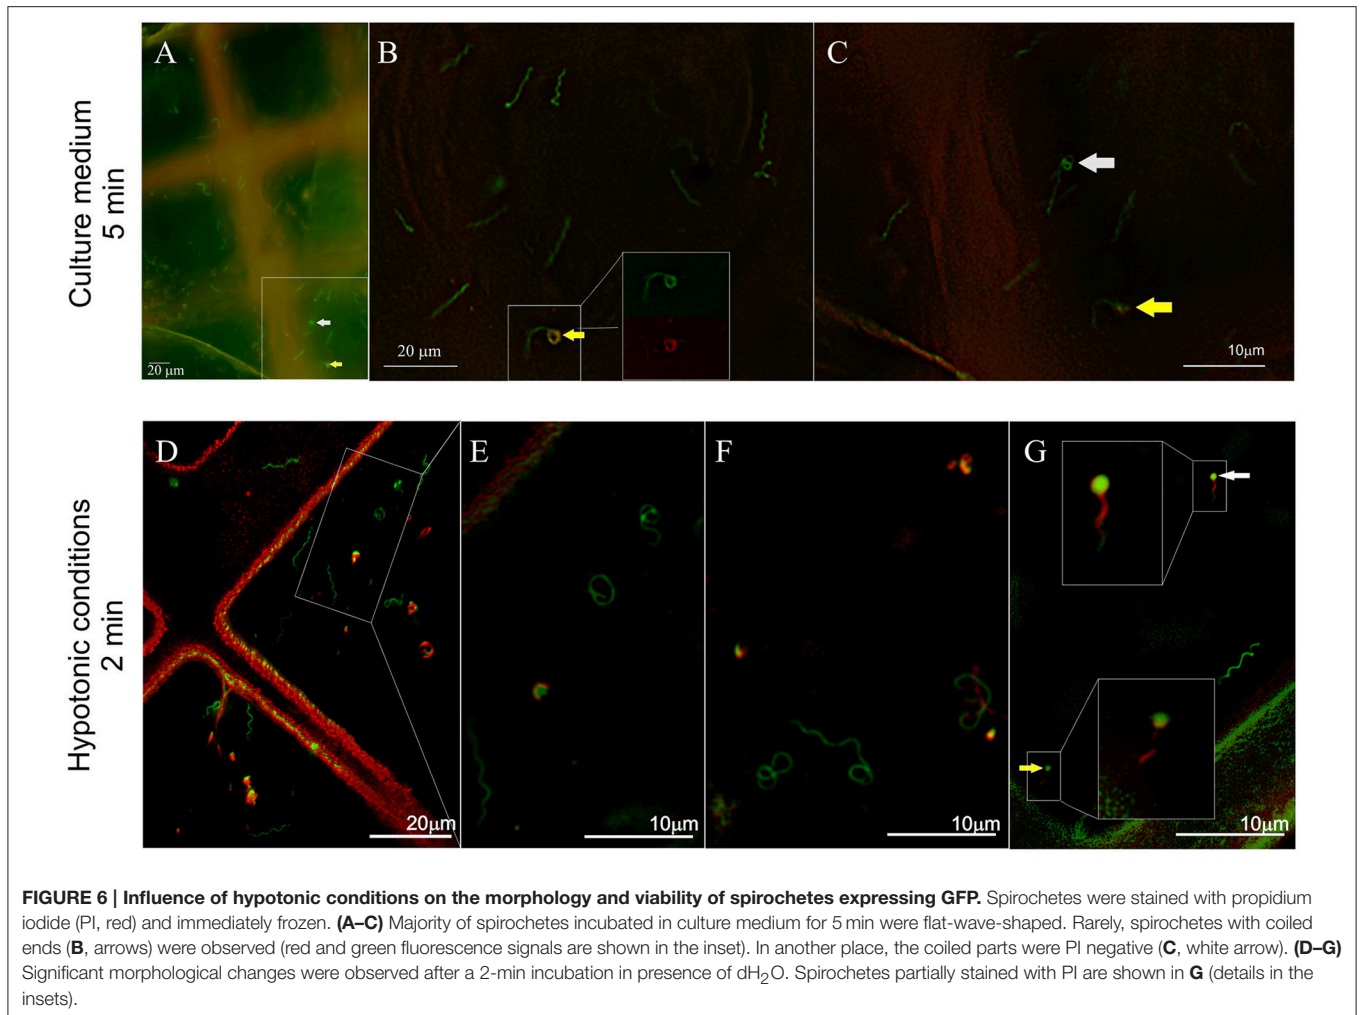 Culture medium
5 min
A
B
C
20 µm
20 µm
10µm
Hypotonic conditions
2 min
D
E
F
G
20µm
10µm
10µm
10µm
FIGURE 6 | Influence of hypotonic conditions on the morphology and viability of spirochetes expressing GFP. Spirochetes were stained with propidium
iodide (PI, red) and immediately frozen. (A–C) Majority of spirochetes incubated in culture medium for 5 min were flat-wave-shaped. Rarely, spirochetes with coiled
ends (B, arrows) were observed (red and green fluorescence signals are shown in the inset). In another place, the coiled parts were PI negative (C, white arrow). (D–G)
Significant morphological changes were observed after a 2-min incubation in presence of dH₂O. Spirochetes partially stained with PI are shown in G (details in the
insets).